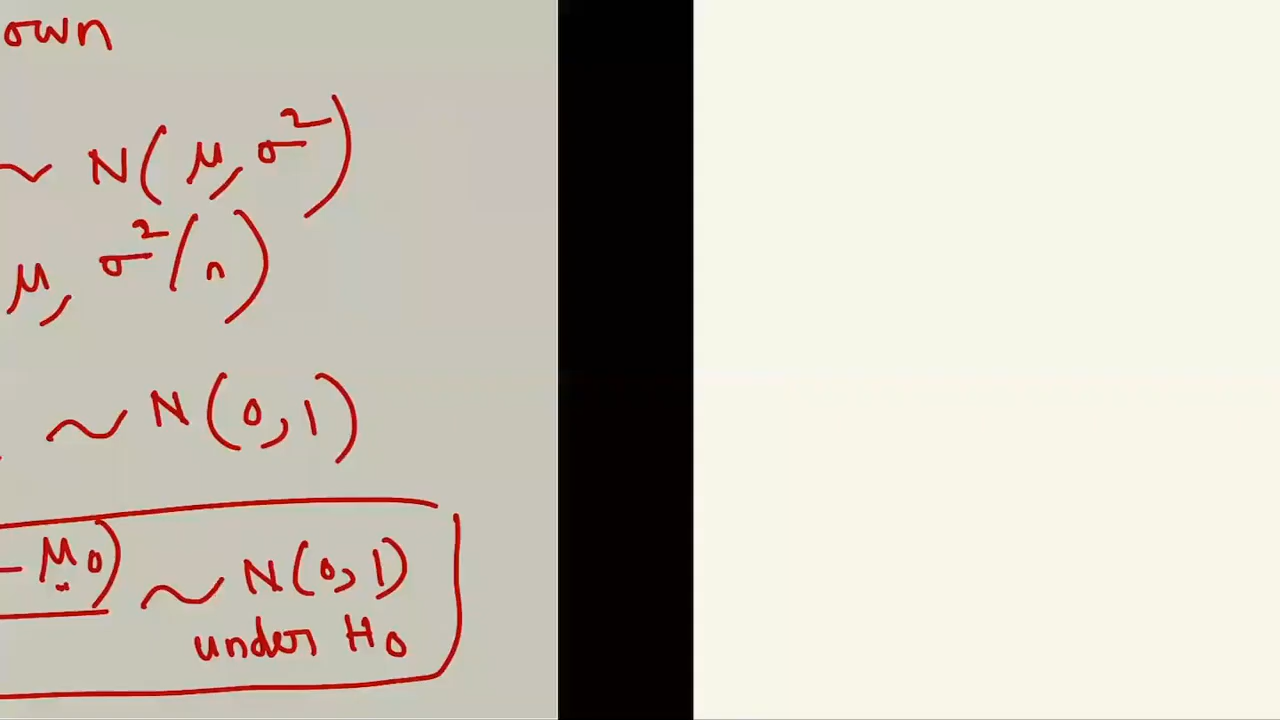 own
~ N(μ, σ²)
μ, σ²/n)
~ N(0,1)
- μ0) ~ N(0,1)
under H0